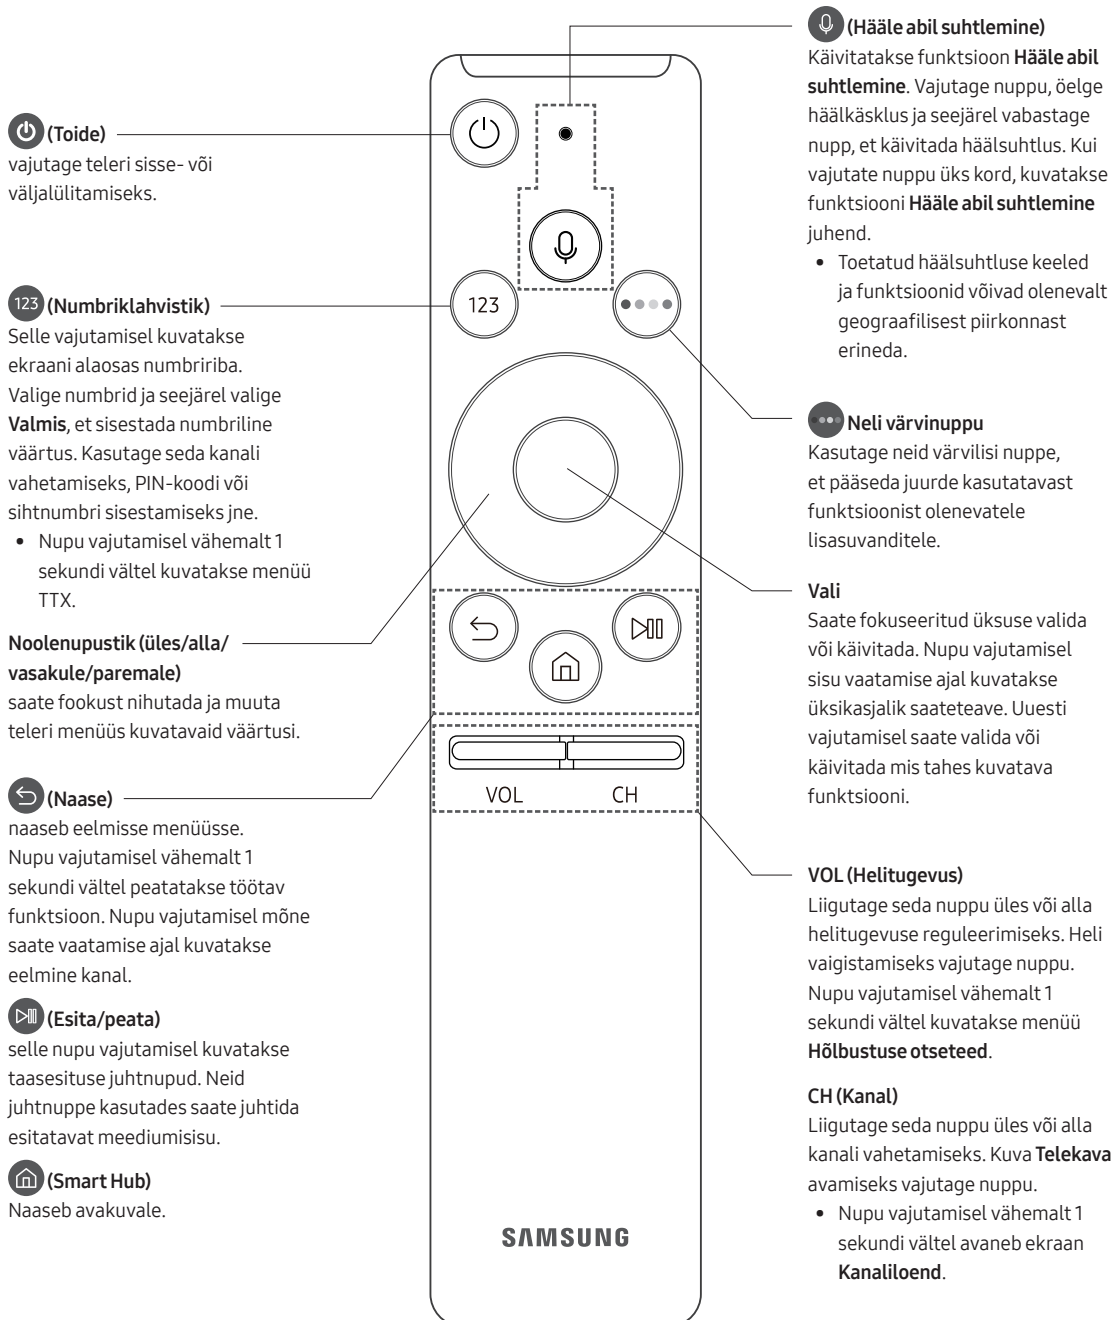 (Toide)
vajutage teleri sisse- või
väljalülitamiseks.
123 (Numbriklahvistik)
Selle vajutamisel kuvatakse
ekraani alaosas numbririba.
Valige numbrid ja seejärel valige
Valmis, et sisestada numbriline
väärtus. Kasutage seda kanali
vahetamiseks, PIN-koodi või
sihtnumbri sisestamiseks jne.
• Nupu vajutamisel vähemalt 1
sekundi vältel kuvatakse menüü
TTX.
Noolenupustik (üles/alla/
vasakule/paremale)
saate fookust nihutada ja muuta
teleri menüüs kuvatavaid väärtusi.
(Naase)
naaseb eelmisse menüüsse.
Nupu vajutamisel vähemalt 1
sekundi vältel peatatakse töötav
funktsioon. Nupu vajutamisel mõne
saate vaatamise ajal kuvatakse
eelmine kanal.
(Esita/peata)
selle nupu vajutamisel kuvatakse
taasesituse juhtnupud. Neid
juhtnuppe kasutades saate juhtida
esitatavat meediumisisu.
(Smart Hub)
Naaseb avakuvale.
123
VOL CH
SAMSUNG
(Hääle abil suhtlemine)
Käivitatakse funktsioon Hääle abil
suhtlemine. Vajutage nuppu, öelge
häälkäsklus ja seejärel vabastage
nupp, et käivitada häälsuhtlus. Kui
vajutate nuppu üks kord, kuvatakse
funktsiooni Hääle abil suhtlemine
juhend.
• Toetatud häälsuhtluse keeled
ja funktsioonid võivad olenevalt
geograafilisest piirkonnast
erineda.
Neli värvinuppu
Kasutage neid värvilisi nuppe,
et pääseda juurde kasutatavast
funktsioonist olenevatele
lisasuvanditele.
Vali
Saate fokuseeritud üksuse valida
või käivitada. Nupu vajutamisel
sisu vaatamise ajal kuvatakse
üksikasjalik saateteave. Uuesti
vajutamisel saate valida või
käivitada mis tahes kuvatava
funktsiooni.
VOL (Helitugevus)
Liigutage seda nuppu üles või alla
helitugevuse reguleerimiseks. Heli
vaigistamiseks vajutage nuppu.
Nupu vajutamisel vähemalt 1
sekundi vältel kuvatakse menüü
Hõlbustuse otseteed.
CH (Kanal)
Liigutage seda nuppu üles või alla
kanali vahetamiseks. Kuva Telekava
avamiseks vajutage nuppu.
• Nupu vajutamisel vähemalt 1
sekundi vältel avaneb ekraan
Kanaliloend.